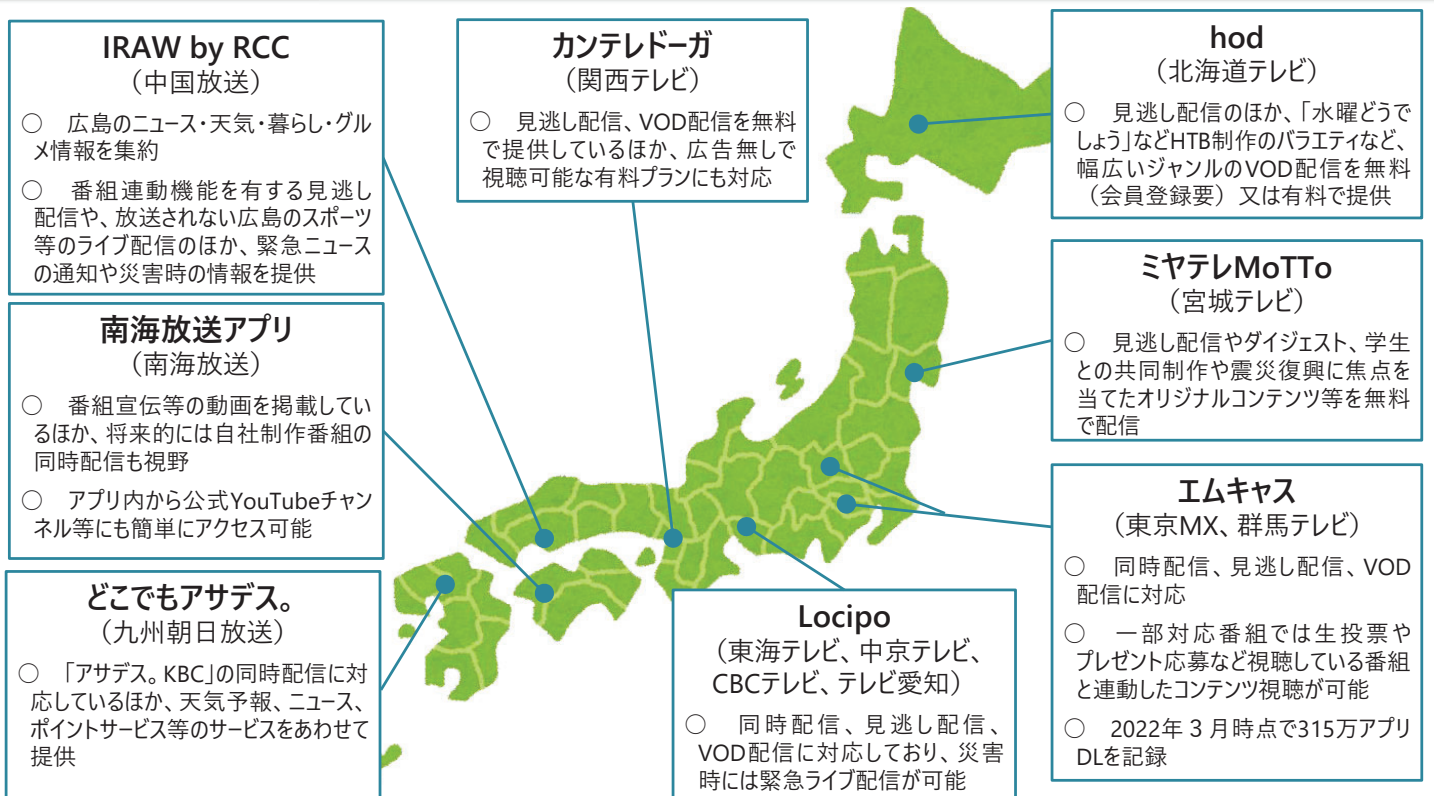 IRAW by RCC
（中国放送）
○　広島のニュース・天気・暮らし・グル
メ情報を集約
○　番組連動機能を有する見逃し
配信や、放送されない広島のスポーツ
等のライブ配信のほか、緊急ニュース
の通知や災害時の情報を提供
南海放送アプリ
（南海放送）
○　番組宣伝等の動画を掲載してい
るほか、将来的には自社制作番組の
同時配信も視野
○　アプリ内から公式YouTubeチャン
ネル等にも簡単にアクセス可能
どこでもアサデス。
（九州朝日放送）
○　「アサデス。KBC」の同時配信に対
応しているほか、天気予報、ニュース、
ポイントサービス等のサービスをあわせて
提供
カンテレドーガ
（関西テレビ）
○　見逃し配信、VOD配信を無料
で提供しているほか、広告無しで
視聴可能な有料プランにも対応
Locipo
（東海テレビ、中京テレビ、
CBCテレビ、テレビ愛知）
○　同時配信、見逃し配信、
VOD配信に対応しており、災害
時には緊急ライブ配信が可能
hod
（北海道テレビ）
○　見逃し配信のほか、「水曜どうで
しょう」などHTB制作のバラエティなど、
幅広いジャンルのVOD配信を無料
（会員登録要）又は有料で提供
ミヤテレMoTTo
（宮城テレビ）
○　見逃し配信やダイジェスト、学生
との共同制作や震災復興に焦点を
当てたオリジナルコンテンツ等を無料
で配信
エムキャス
（東京MX、群馬テレビ）
○　同時配信、見逃し配信、VOD
配信に対応
○　一部対応番組では生投票や
プレゼント応募など視聴している番組
と連動したコンテンツ視聴が可能
○　2022年３月時点で315万アプリ
DLを記録